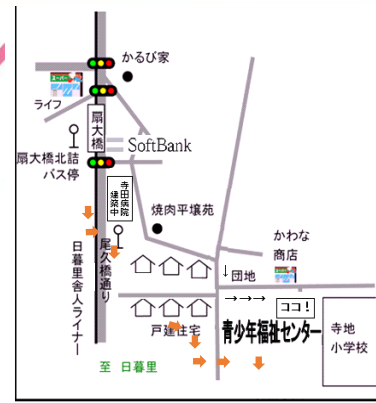 かるび家
スーパー
ライフ
扇大橋
SoftBank
扇大橋北詰
バス停
寺田病院
建築中
焼肉平壌苑
かわな
商店
日暮里舎人ライナー
尾久橋通り
↓団地
→→→
ココ！
戸建住宅
青少年福祉センター
寺地
小学校
至 日暮里